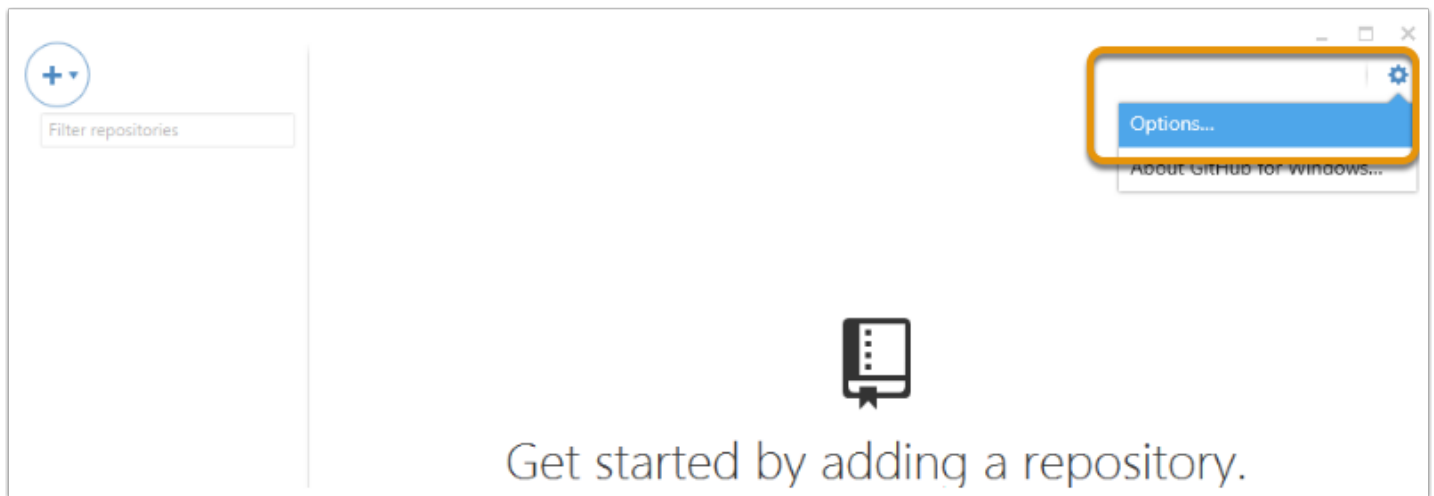 Filter repositories
Options...
About GitHub for Windows...
Get started by adding a repository.